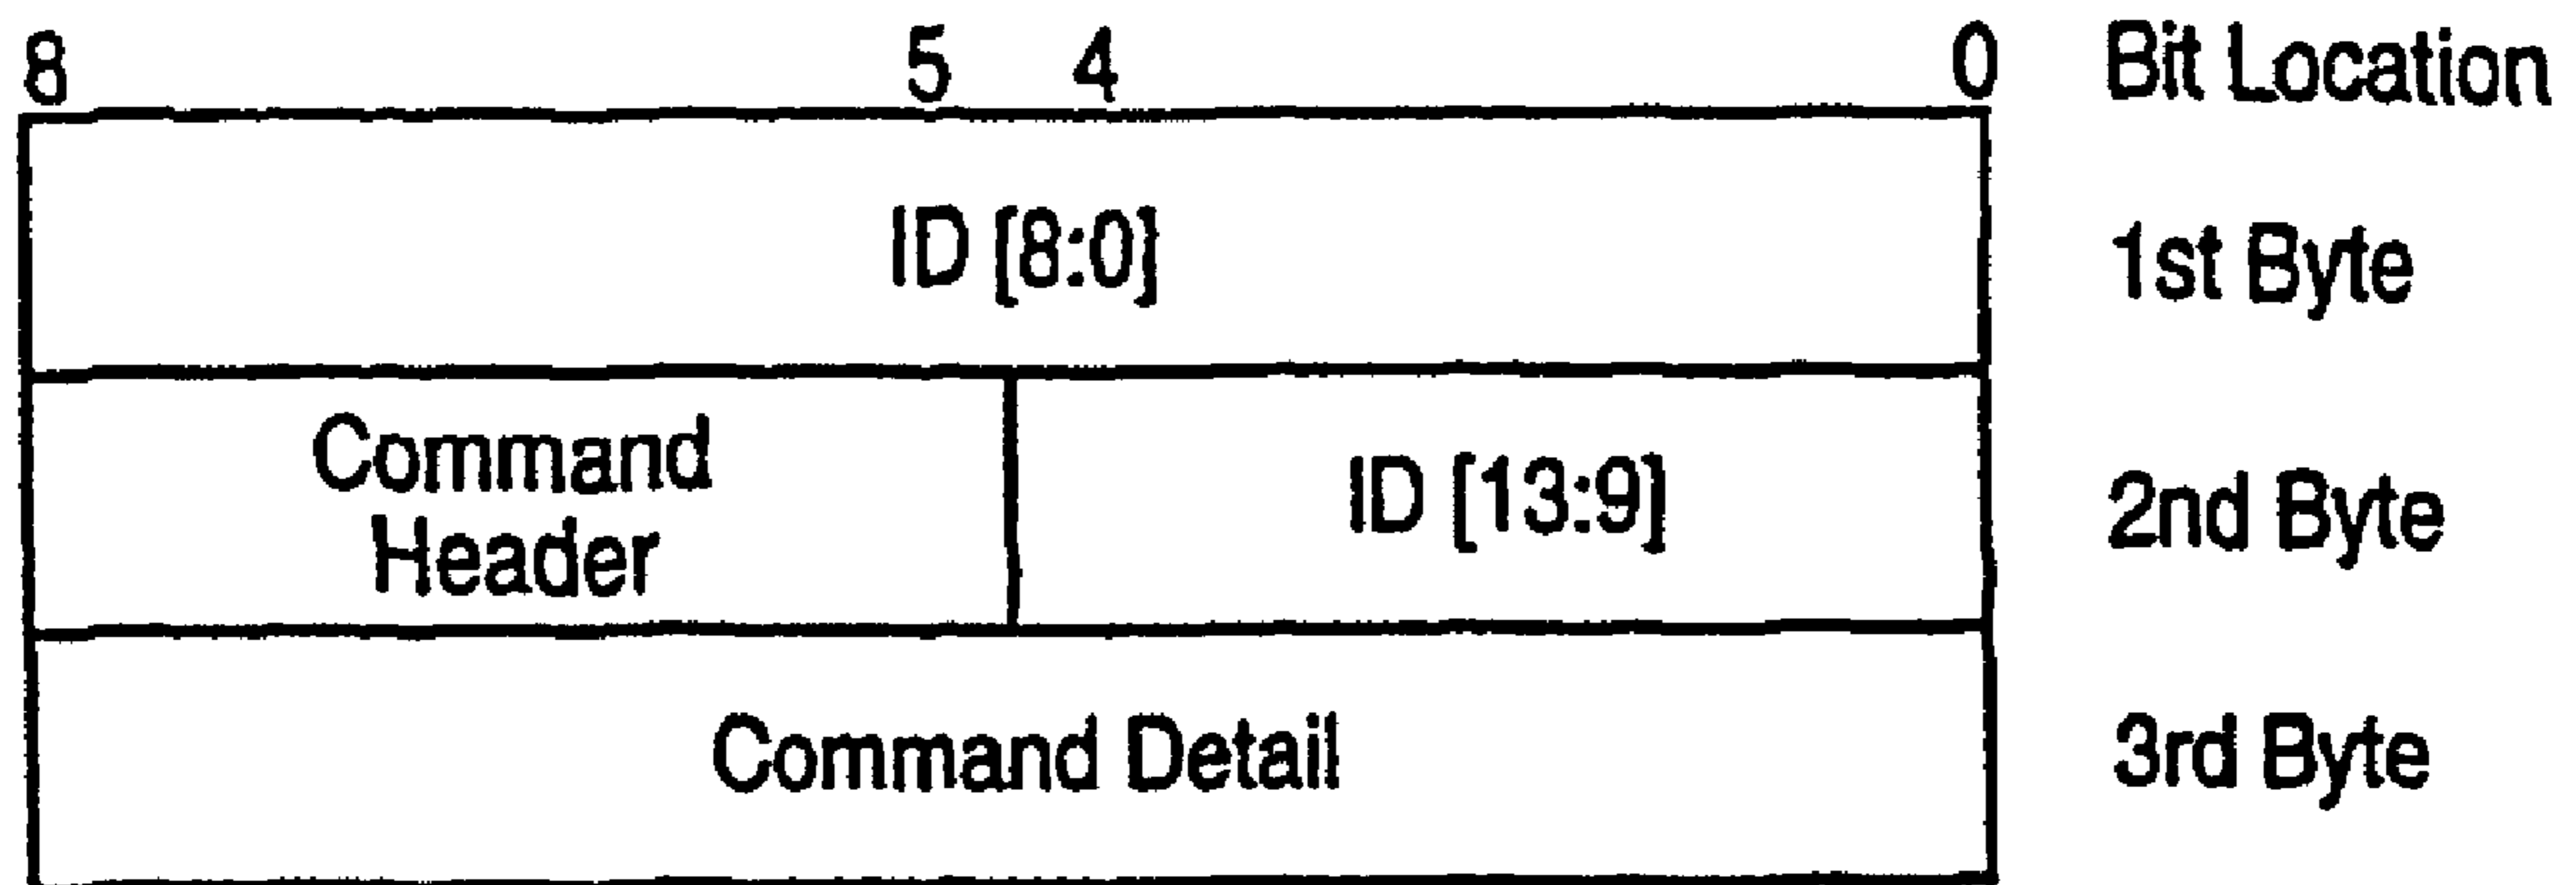 8 5 4 0 Bit Location
ID [8:0] 1st Byte
Command
Header
ID [13:9] 2nd Byte
Command Detail 3rd Byte